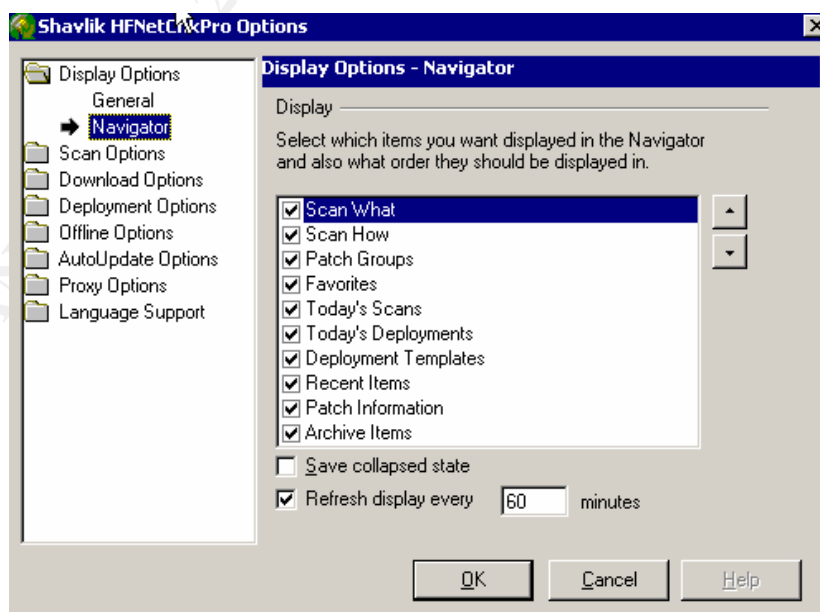 Shavlik HFNetChkPro Options
Display Options
General
Navigator
Scan Options
Download Options
Deployment Options
Offline Options
AutoUpdate Options
Proxy Options
Language Support
Display Options - Navigator
Display
Select which items you want displayed in the Navigator
and also what order they should be displayed in.
Scan What
Scan How
Patch Groups
Favorites
Today's Scans
Today's Deployments
Deployment Templates
Recent Items
Patch Information
Archive Items
Save collapsed state
Refresh display every 60 minutes
OK Cancel Help